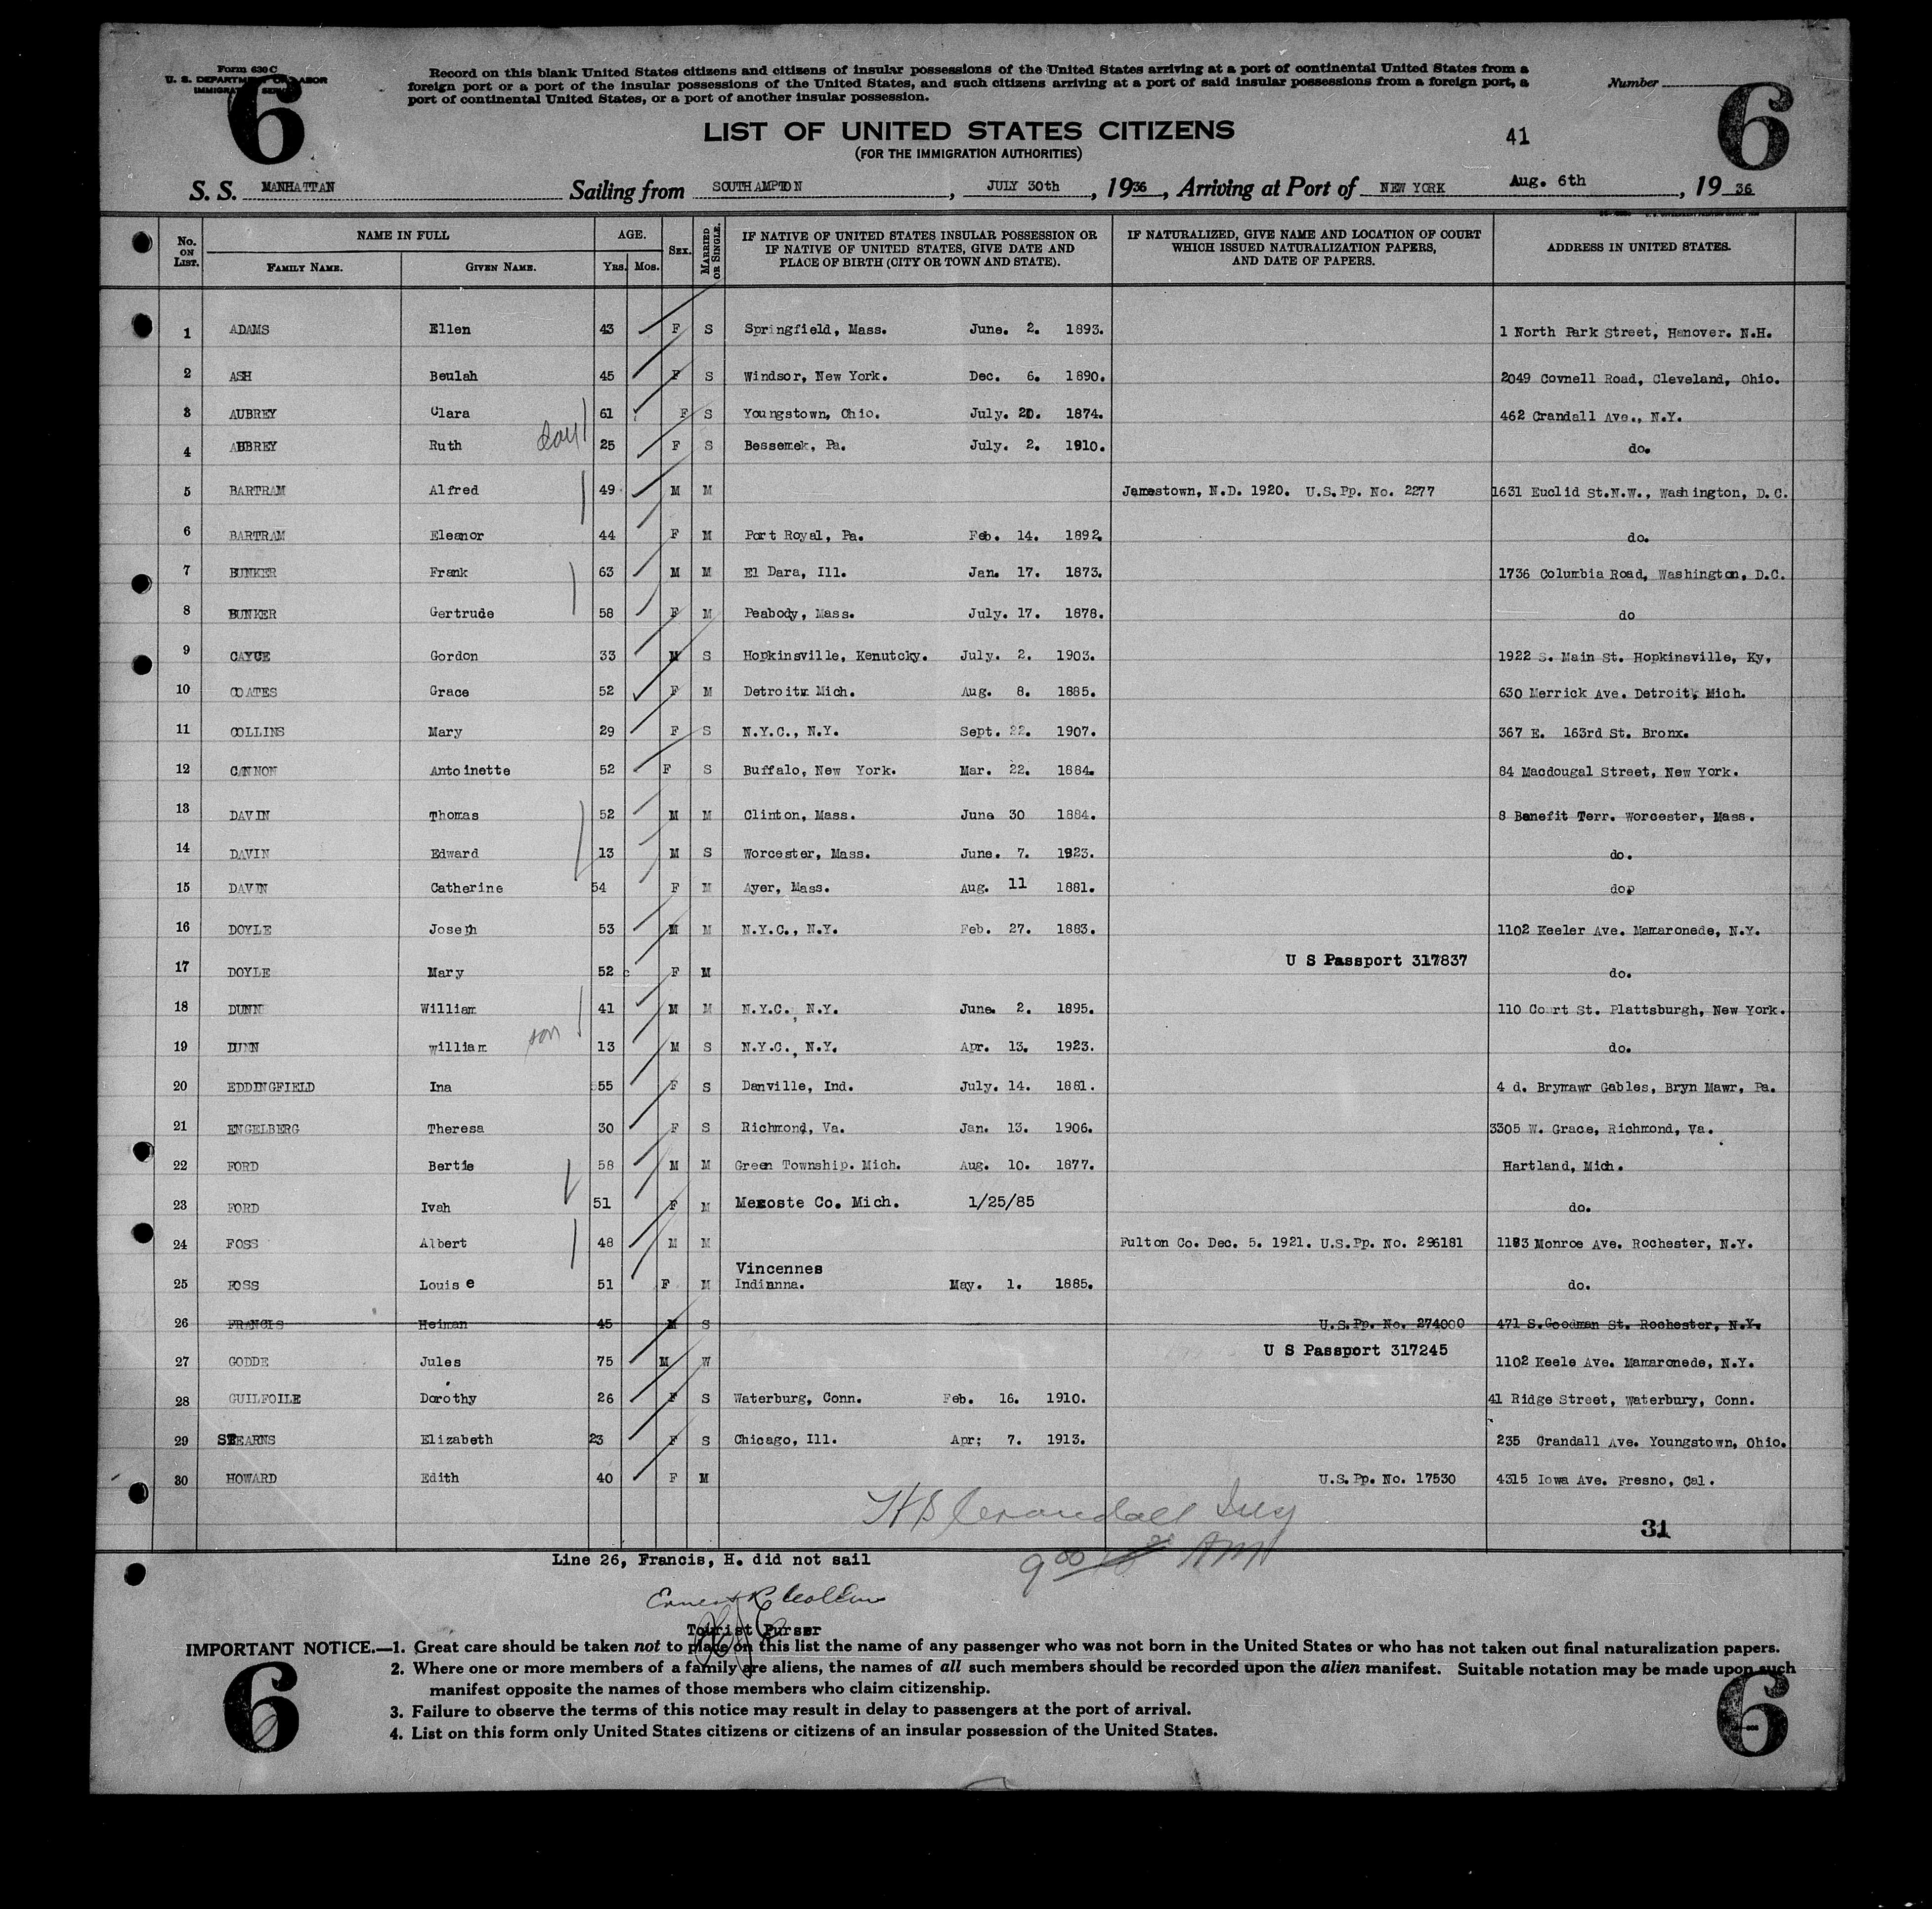 Form 630 C
U. S. DEPARTMENT OF LABOR
IMMIGRATION SERVICE
6
Record on this blank United States citizens and citizens of insular possessions of the United States arriving at a port of continental United States from a
foreign port or a port of the insular possessions of the United States, and such citizens arriving at a port of said insular possessions from a foreign port, a
port of continental United States, or a port of another insular possession.
Number
6
LIST OF UNITED STATES CITIZENS
(FOR THE IMMIGRATION AUTHORITIES)
41
S. S. MANHATTAN Sailing from SOUTHAMPTON, JULY 30th, 1936, Arriving at Port of NEW YORK Aug. 6th, 19 36
No. ON LIST. NAME IN FULL FAMILY NAME. GIVEN NAME. AGE. Yrs. Mos. SEX. MARRIED OR SINGLE. IF NATIVE OF UNITED STATES INSULAR POSSESSION OR IF NATIVE OF UNITED STATES, GIVE DATE AND PLACE OF BIRTH (CITY OR TOWN AND STATE). IF NATURALIZED, GIVE NAME AND LOCATION OF COURT WHICH ISSUED NATURALIZATION PAPERS, AND DATE OF PAPERS. ADDRESS IN UNITED STATES.
1 ADAMS Ellen 43 F S Springfield, Mass. June. 2. 1893. 1 North Park Street, Hanover. N.H.
2 ASH Beulah 45 F S Windsor, New York. Dec. 6. 1890. 2049 Covnell Road, Cleveland, Ohio.
3 AUBREY Clara 61 F S Youngstown, Ohio. July. 20. 1874. 462 Crandall Ave., N.Y.
4 AUBREY Ruth 25 F S Bessemek, Pa. July. 2. 1910. do.
5 BARTRAM Alfred 49 M M Jamestown, N.D. 1920. U.S.Pp. No. 2277 1631 Euclid St.N.W., Washington, D.C.
6 BARTRAM Eleanor 44 F M Port Royal, Pa. Feb. 14. 1892. do.
7 BUNKER Frank 63 M M El Dara, Ill. Jan. 17. 1873. 1736 Columbia Road, Washington, D.C.
8 BUNKER Gertrude 58 F M Peabody, Mass. July. 17. 1878. do
9 CAYCE Gordon 33 M S Hopkinsville, Kenutcky. July. 2. 1903. 1922 S. Main St. Hopkinsville, Ky,
10 COATES Grace 52 F M Detroitx Mich. Aug. 8. 1885. 630 Merrick Ave. Detroit, Mich.
11 COLLINS Mary 29 F S N.Y.C., N.Y. Sept. 22. 1907. 367 E. 163rd St. Bronx.
12 CANNON Antoinette 52 F S Buffalo, New York. Mar. 22. 1884. 84 Macdougal Street, New York.
13 DAVIN Thomas 52 M M Clinton, Mass. June 30 1884. 8 Benefit Terr. Worcester, Mass.
14 DAVIN Edward 13 M S Worcester, Mass. June. 7. 1923. do.
15 DAVIN Catherine 54 F M Ayer, Mass. Aug. 11 1881. dop
16 DOYLE Joseph 53 M M N.Y.C., N.Y. Feb. 27. 1883. 1102 Keeler Ave. Mamaronede, N.Y.
17 DOYLE Mary 52 F M U S Passport 317837 do.
18 DUNN William 41 M M N.Y.C., N.Y. June. 2. 1895. 110 Court St. Plattsburgh, New York.
19 DUNN William son 13 M S N.Y.C., N.Y. Apr. 13. 1923. do.
20 EDDINGFIELD Ina 55 F S Danville, Ind. July. 14. 1881. 4 d. Brymawr Gables, Bryn Mawr, Pa.
21 ENGELBERG Theresa 30 F S Richmond, Va. Jan. 13. 1906. 3305 W. Grace, Richmond, Va.
22 FORD Bertie 58 M M Green Township. Mich. Aug. 10. 1877. Hartland, Mich.
23 FORD Ivah 51 F M Mecoste Co. Mich. 1/25/85 do.
24 FOSS Albert 48 M M Fulton Co. Dec. 5. 1921. U.S.Pp. No. 296181 1183 Monroe Ave. Rochester, N.Y.
25 FOSS Louise 51 F M Vincennes Indianna. May. 1. 1885. do.
26 FRANCIS Heiman 45 M S U.S.Pp. No. 274000 471 S.Goodman St. Rochester, N.Y.
27 GODDE Jules 75 M W U S Passport 317245 1102 Keele Ave. Mamaronede, N.Y.
28 GUILFOILE Dorothy 26 F S Waterburg, Conn. Feb. 16. 1910. 41 Ridge Street, Waterbury, Conn.
29 STEARNS Elizabeth 23 F S Chicago, Ill. Apr; 7. 1913. 235 Crandall Ave. Youngstown, Ohio.
30 HOWARD Edith 40 F M U.S.Pp. No. 17530 4315 Iowa Ave. Fresno, Cal.
H B Crandall
31
Line 26, Francis, H. did not sail
9 00 AM
Ernest R
Tourist Purser
IMPORTANT NOTICE.—1. Great care should be taken not to place on this list the name of any passenger who was not born in the United States or who has not taken out final naturalization papers.
2. Where one or more members of a family are aliens, the names of all such members should be recorded upon the alien manifest. Suitable notation may be made upon such
manifest opposite the names of those members who claim citizenship.
3. Failure to observe the terms of this notice may result in delay to passengers at the port of arrival.
4. List on this form only United States citizens or citizens of an insular possession of the United States.
6
6